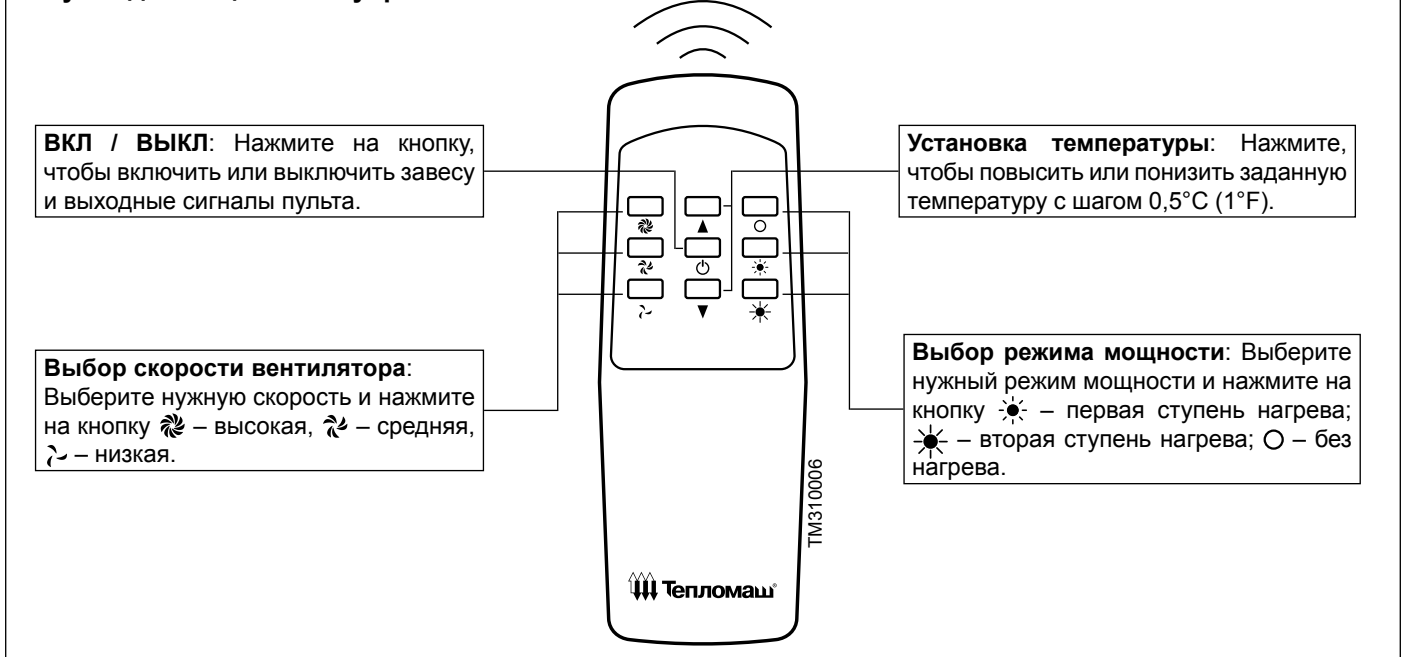 ВКЛ / ВЫКЛ: Нажмите на кнопку,
чтобы включить или выключить завесу
и выходные сигналы пульта.
Установка температуры: Нажмите,
чтобы повысить или понизить заданную
температуру с шагом 0,5°C (1°F).
Выбор скорости вентилятора:
Выберите нужную скорость и нажмите
на кнопку – высокая, – средняя,
– низкая.
Выбор режима мощности: Выберите
нужный режим мощности и нажмите на
кнопку – первая ступень нагрева;
– вторая ступень нагрева; – без
нагрева.
TM310006
Тепломаш®